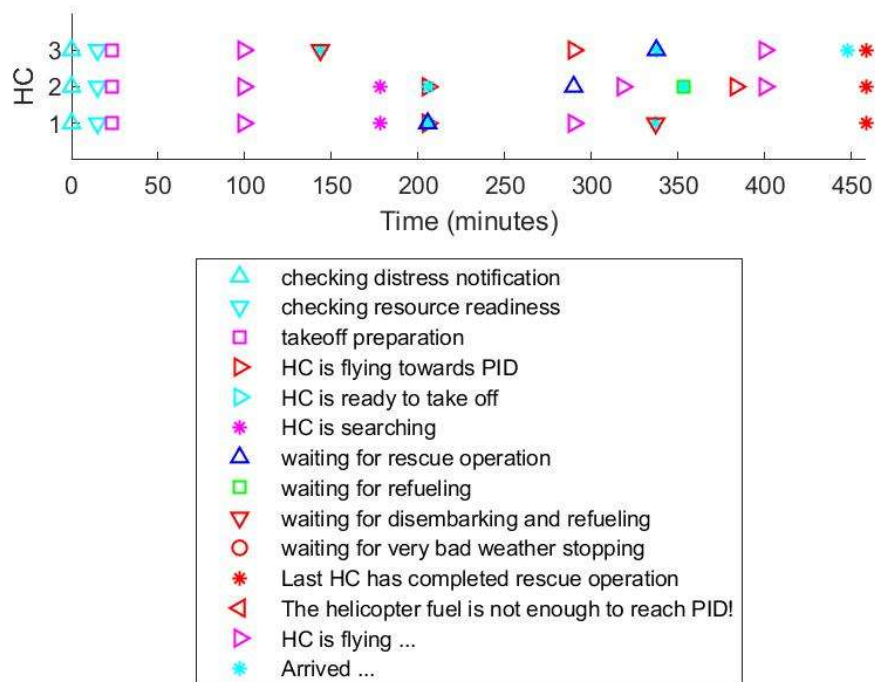 3
2
1
HC
0 50 100 150 200 250 300 350 400 450
Time (minutes)
checking distress notification
checking resource readiness
takeoff preparation
HC is flying towards PID
HC is ready to take off
HC is searching
waiting for rescue operation
waiting for refueling
waiting for disembarking and refueling
waiting for very bad weather stopping
Last HC has completed rescue operation
The helicopter fuel is not enough to reach PID!
HC is flying ...
Arrived ...